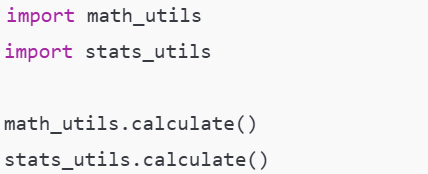 import math_utils
import stats_utils

math_utils.calculate()
stats_utils.calculate()